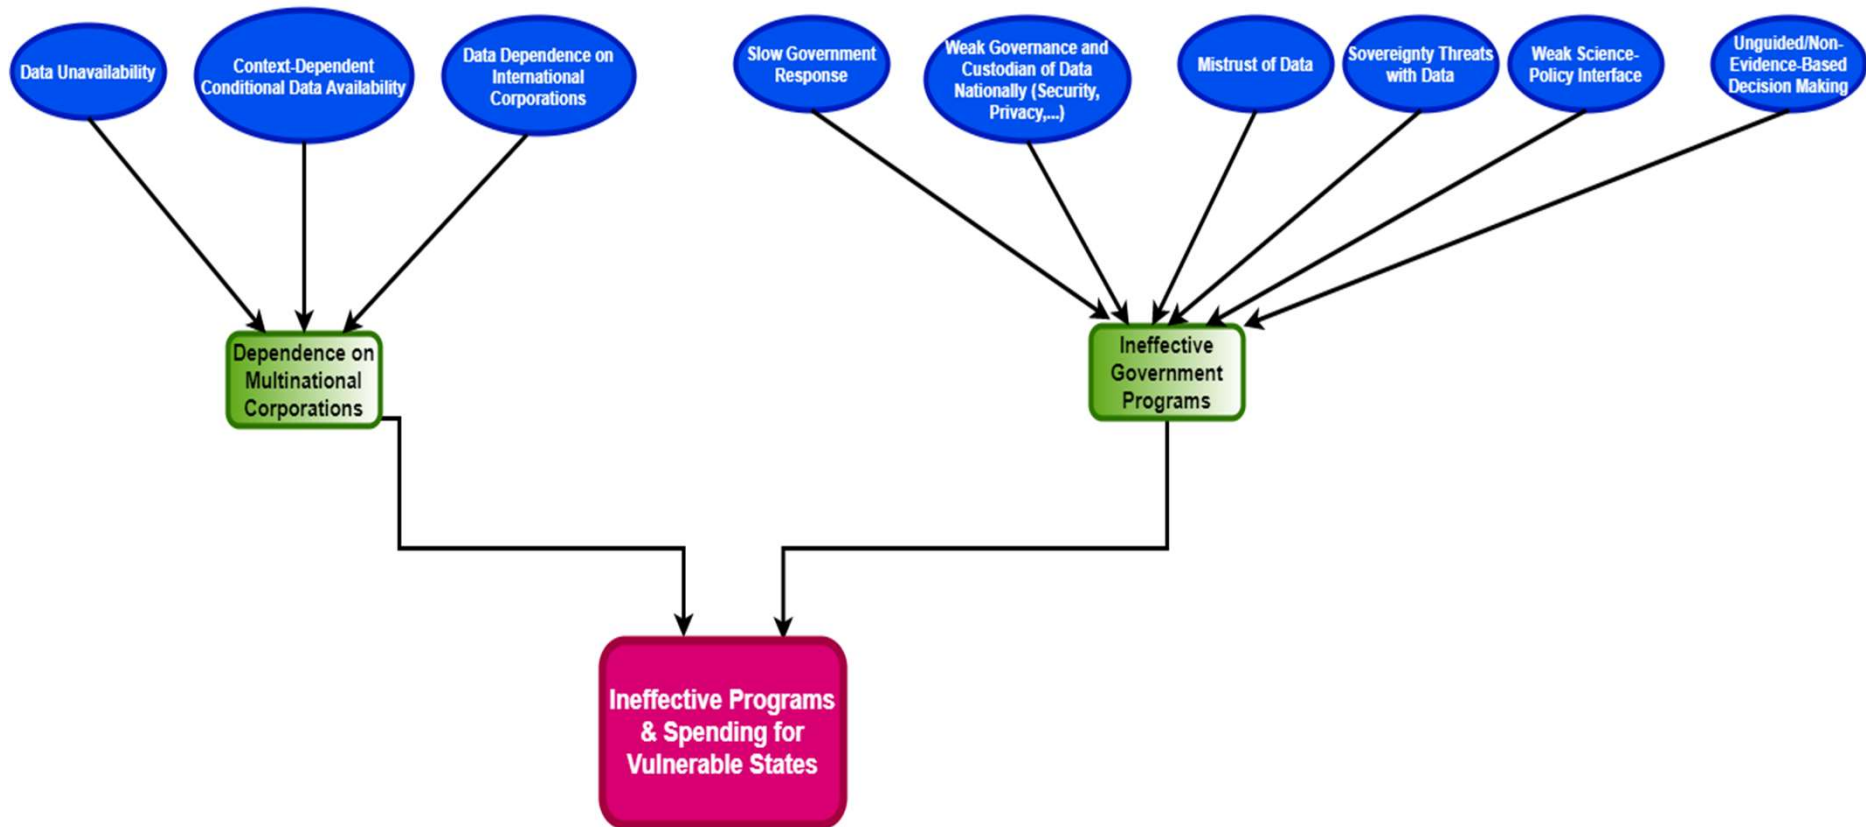 Data Unavailability
Context-Dependent
Conditional Data Availability
Data Dependence on
International
Corporations
Slow Government
Response
Weak Governance and
Custodian of Data
Nationally (Security,
Privacy,...)
Mistrust of Data
Sovereignty Threats
with Data
Weak Science-
Policy Interface
Unguided/Non-
Evidence-Based
Decision Making
Dependence on
Multinational
Corporations
Ineffective
Government
Programs
Ineffective Programs
& Spending for
Vulnerable States